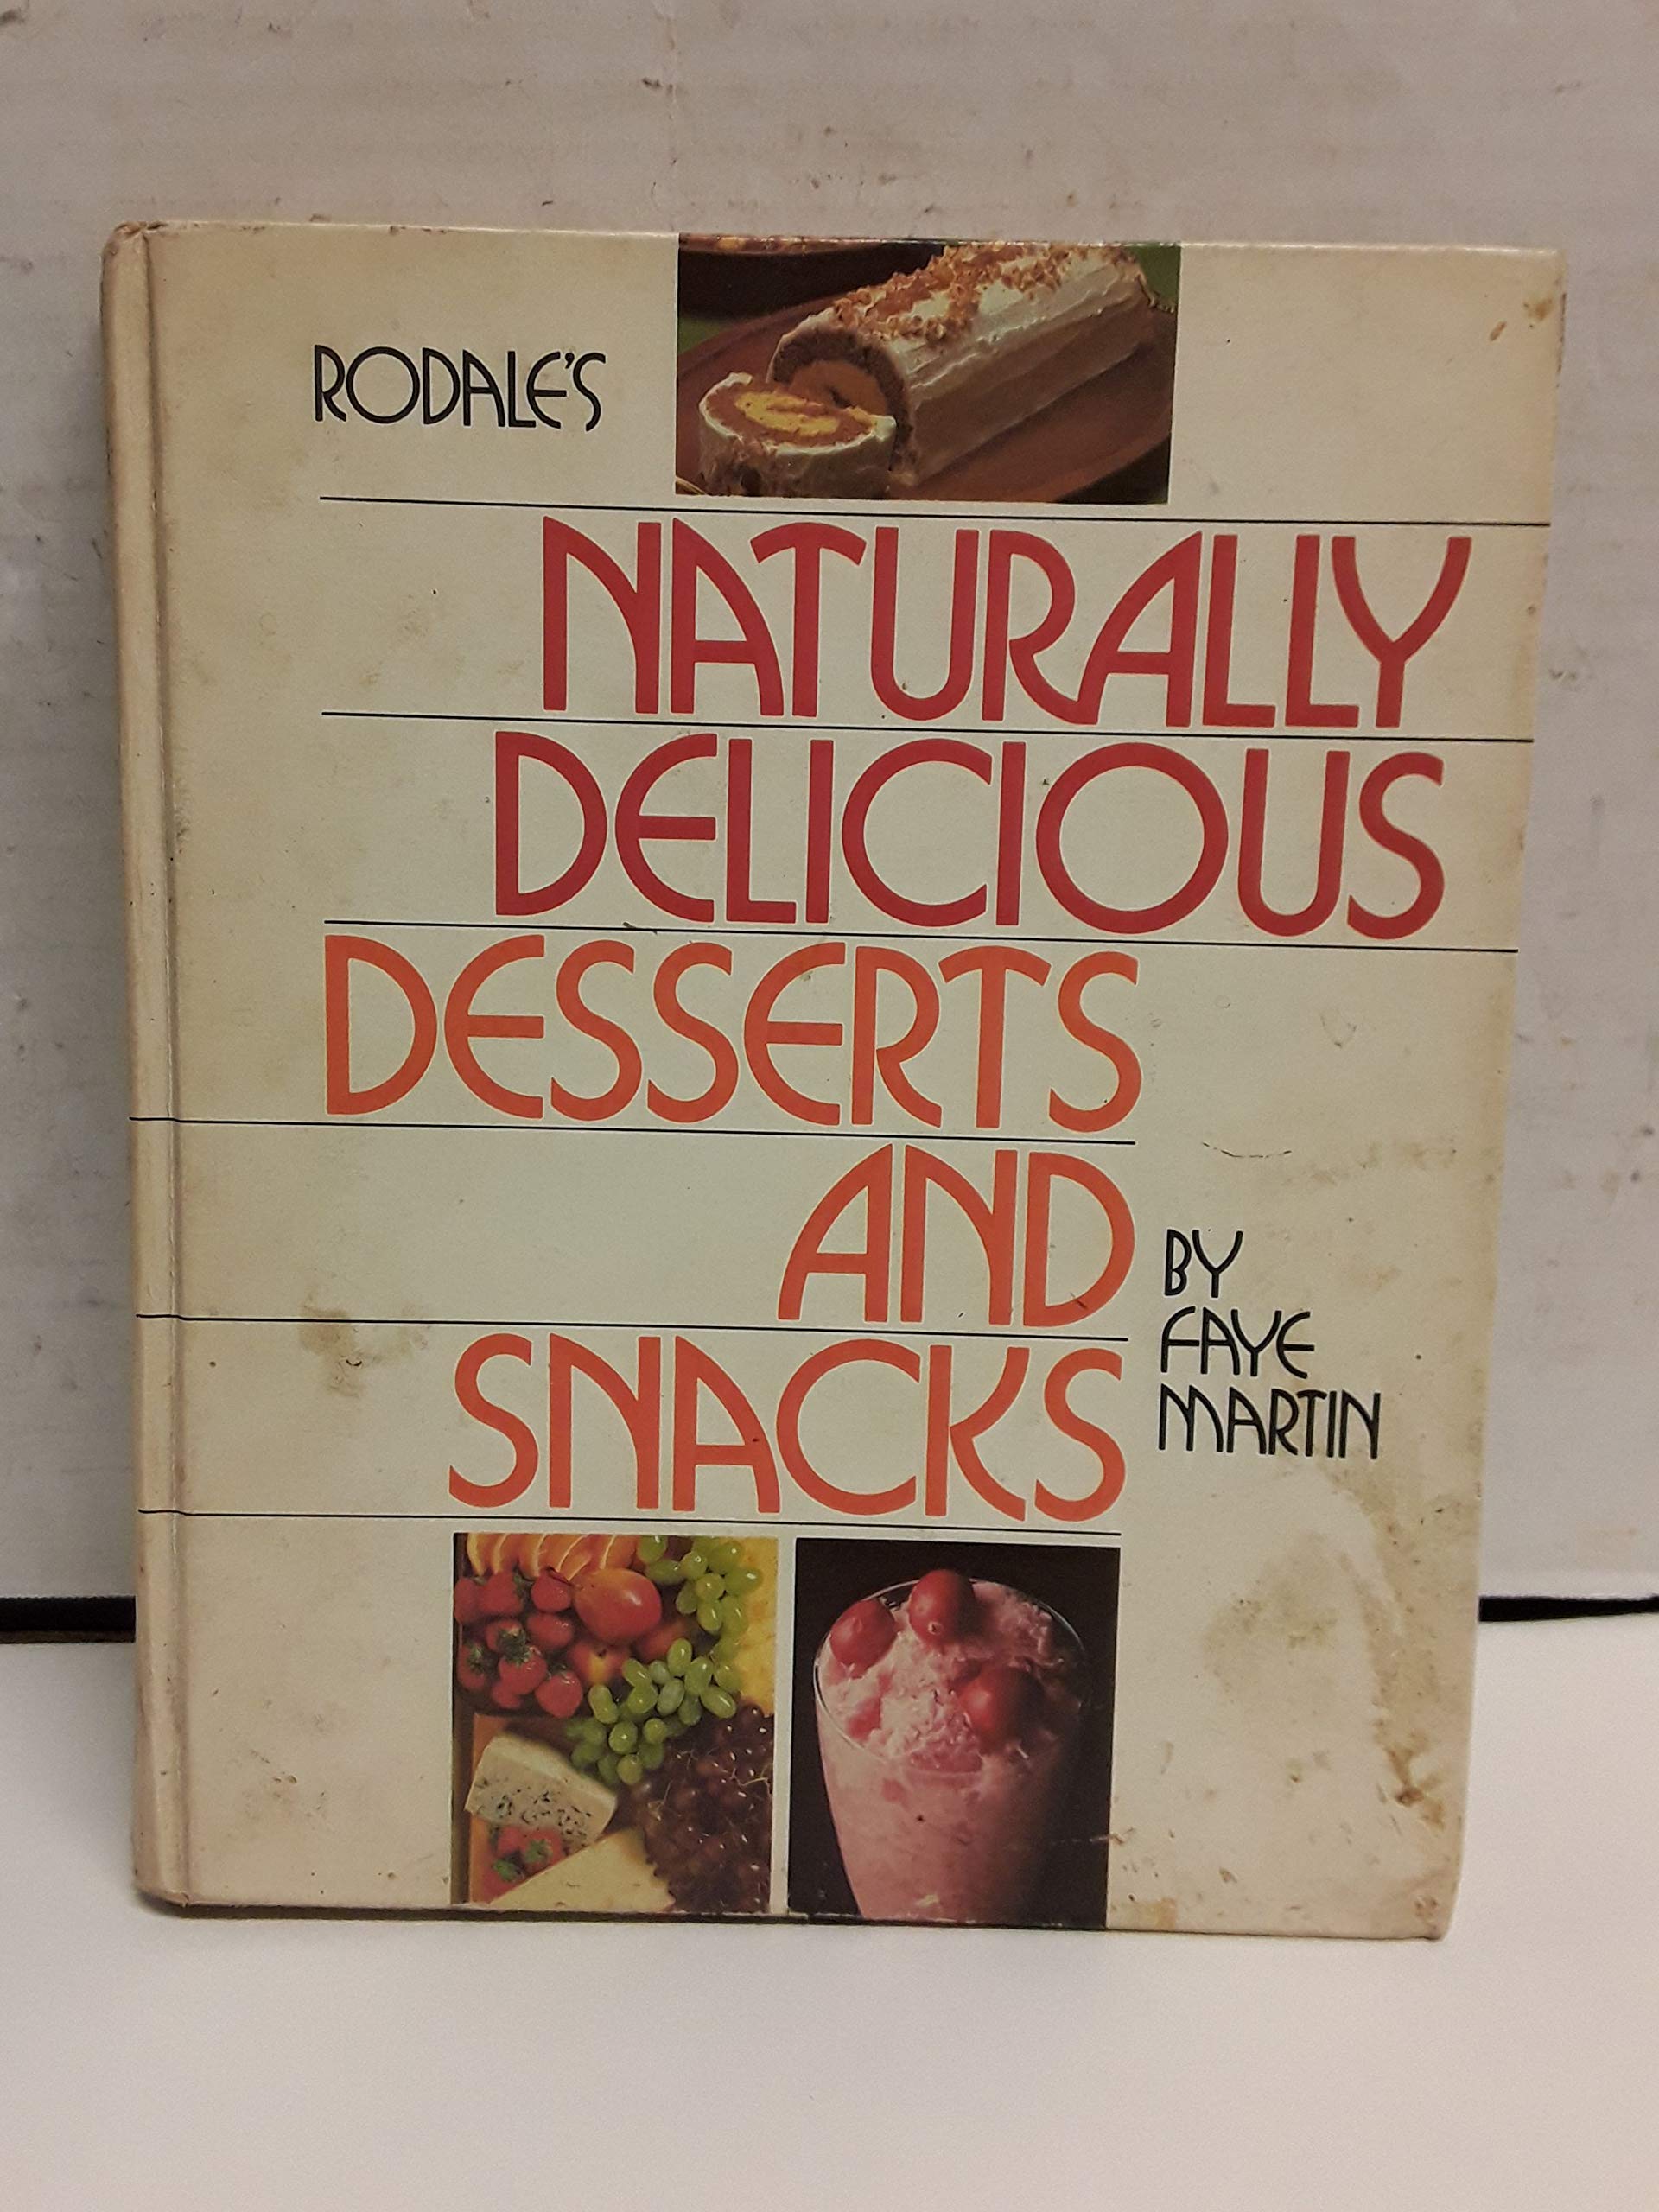 RODALE'S
NATURALLY
DELICIOUS
DESSERTS
AND
SNACKS
BY
FAYE
MARTIN